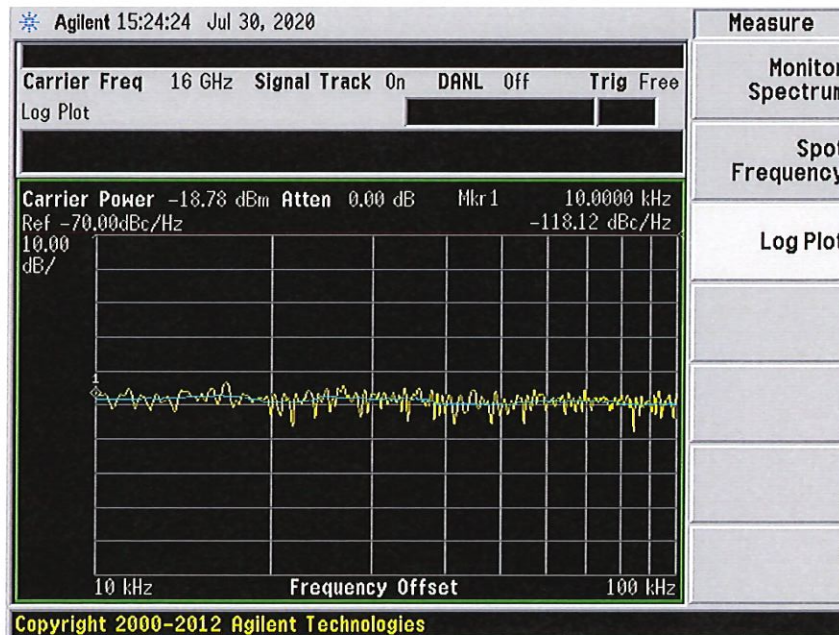 Agilent 15:24:24 Jul 30, 2020
Measure
Carrier Freq 16 GHz Signal Track On DANL Off Trig Free
Log Plot
Monitor
Spectrum
Spot
Frequency
Log Plot
Carrier Power -18.78 dBm Atten 0.00 dB Mkr1 10.0000 kHz
Ref -70.00dBc/Hz -118.12 dBc/Hz
10.00
dB/
1
10 kHz Frequency Offset 100 kHz
Copyright 2000-2012 Agilent Technologies